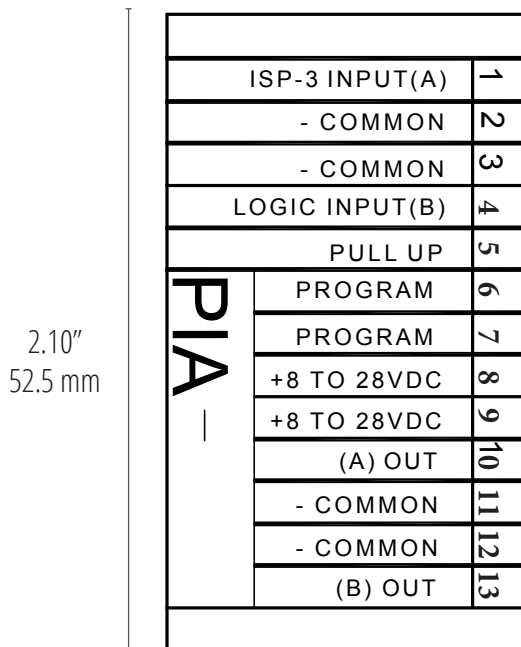 ISP-3 INPUT(A) 1
- COMMON 2
- COMMON 3
LOGIC INPUT(B) 4
PULL UP 5
PROGRAM 6
PROGRAM 7
+8 TO 28VDC 8
+8 TO 28VDC 9
(A) OUT 10
- COMMON 11
- COMMON 12
(B) OUT 13
PIA –
2.10”
52.5 mm